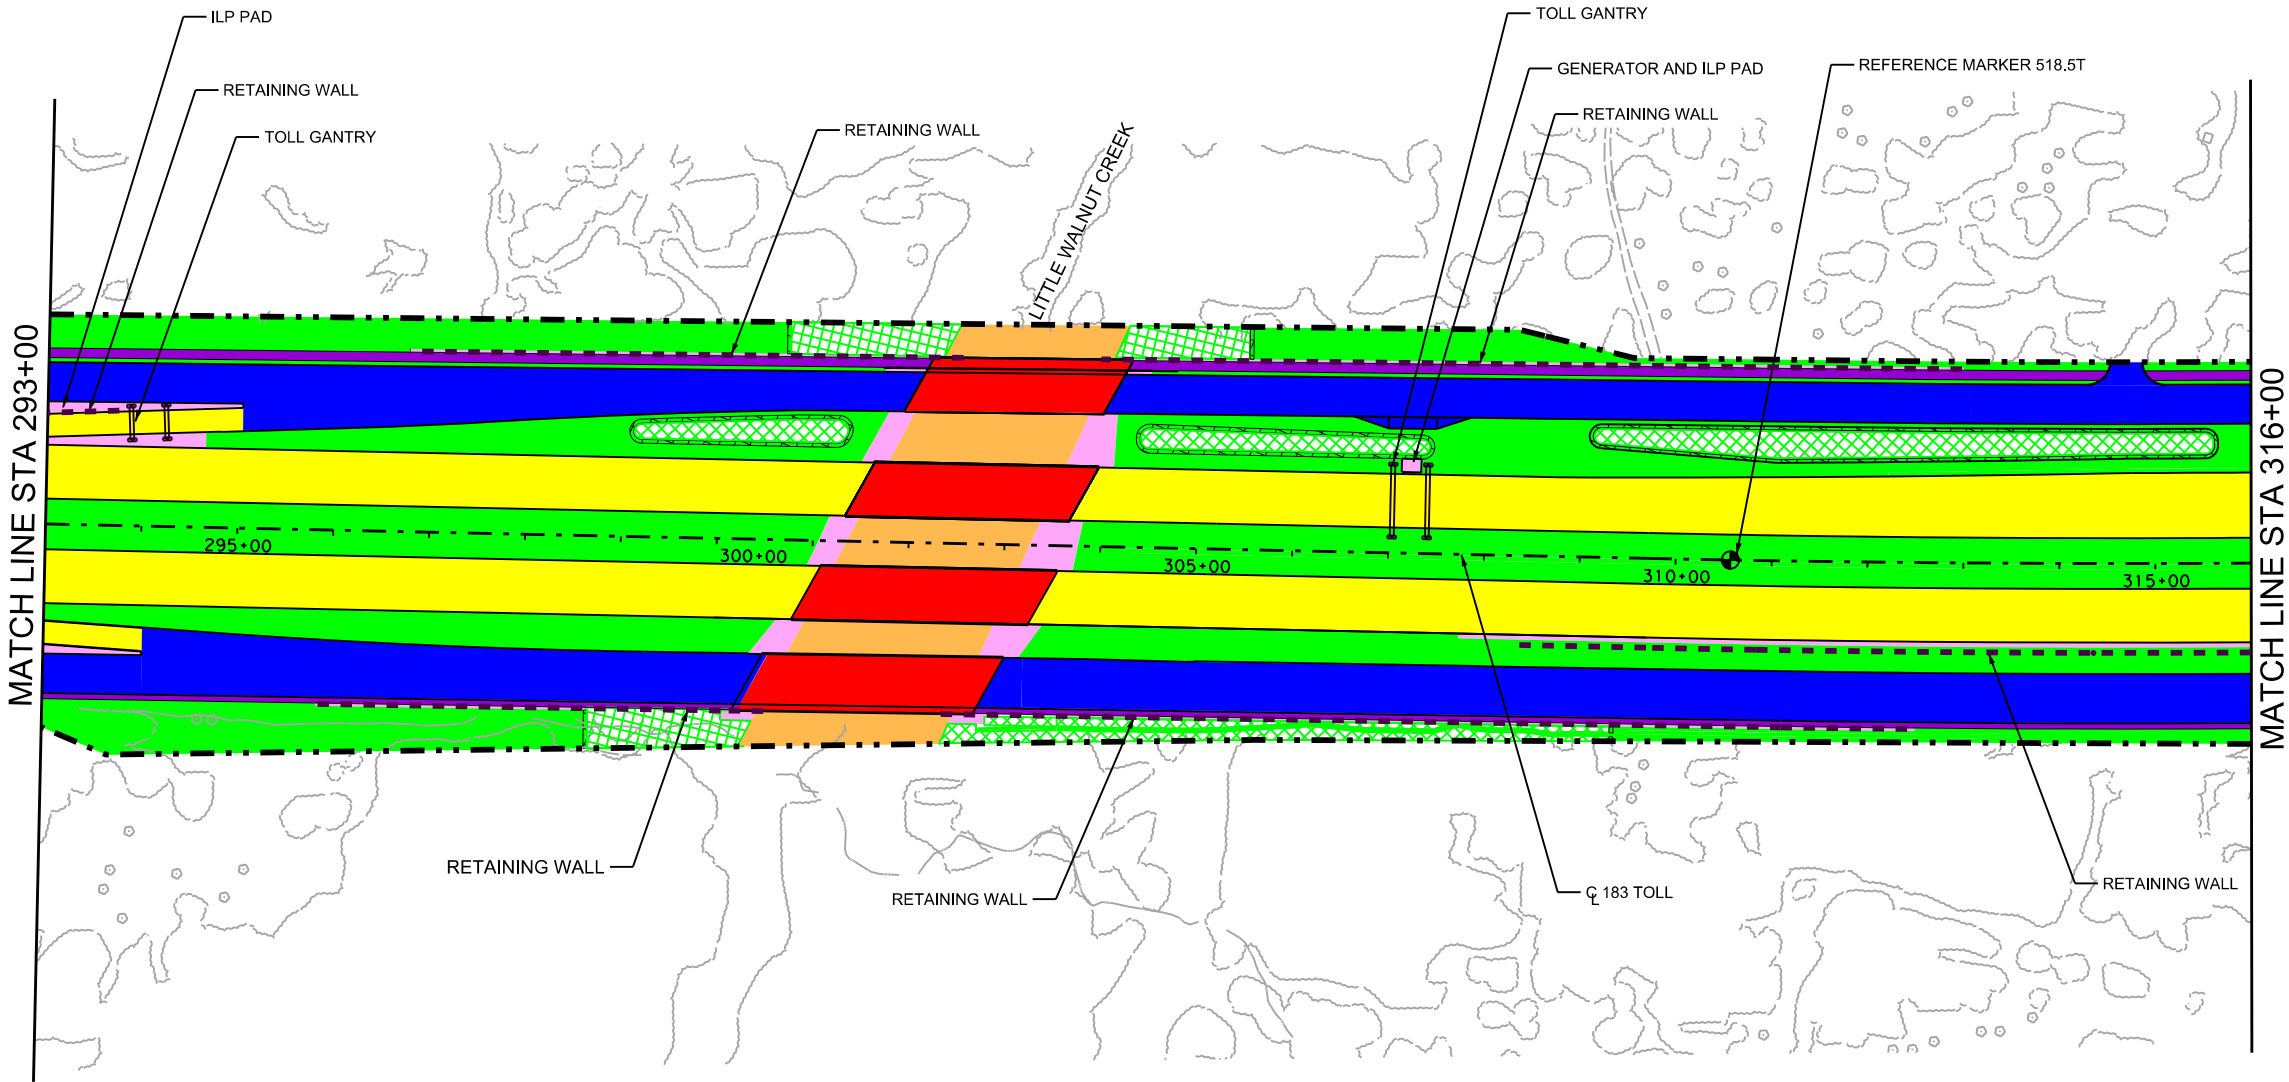 ILP PAD
TOLL GANTRY
GENERATOR AND ILP PAD
REFERENCE MARKER 518.5T
RETAINING WALL
RETAINING WALL
TOLL GANTRY
RETAINING WALL
LITTLE WALNUT CREEK
MATCH LINE STA 293+00
MATCH LINE STA 316+00
295+00
300+00
305+00
310+00
315+00
RETAINING WALL
RETAINING WALL
℄ 183 TOLL
RETAINING WALL